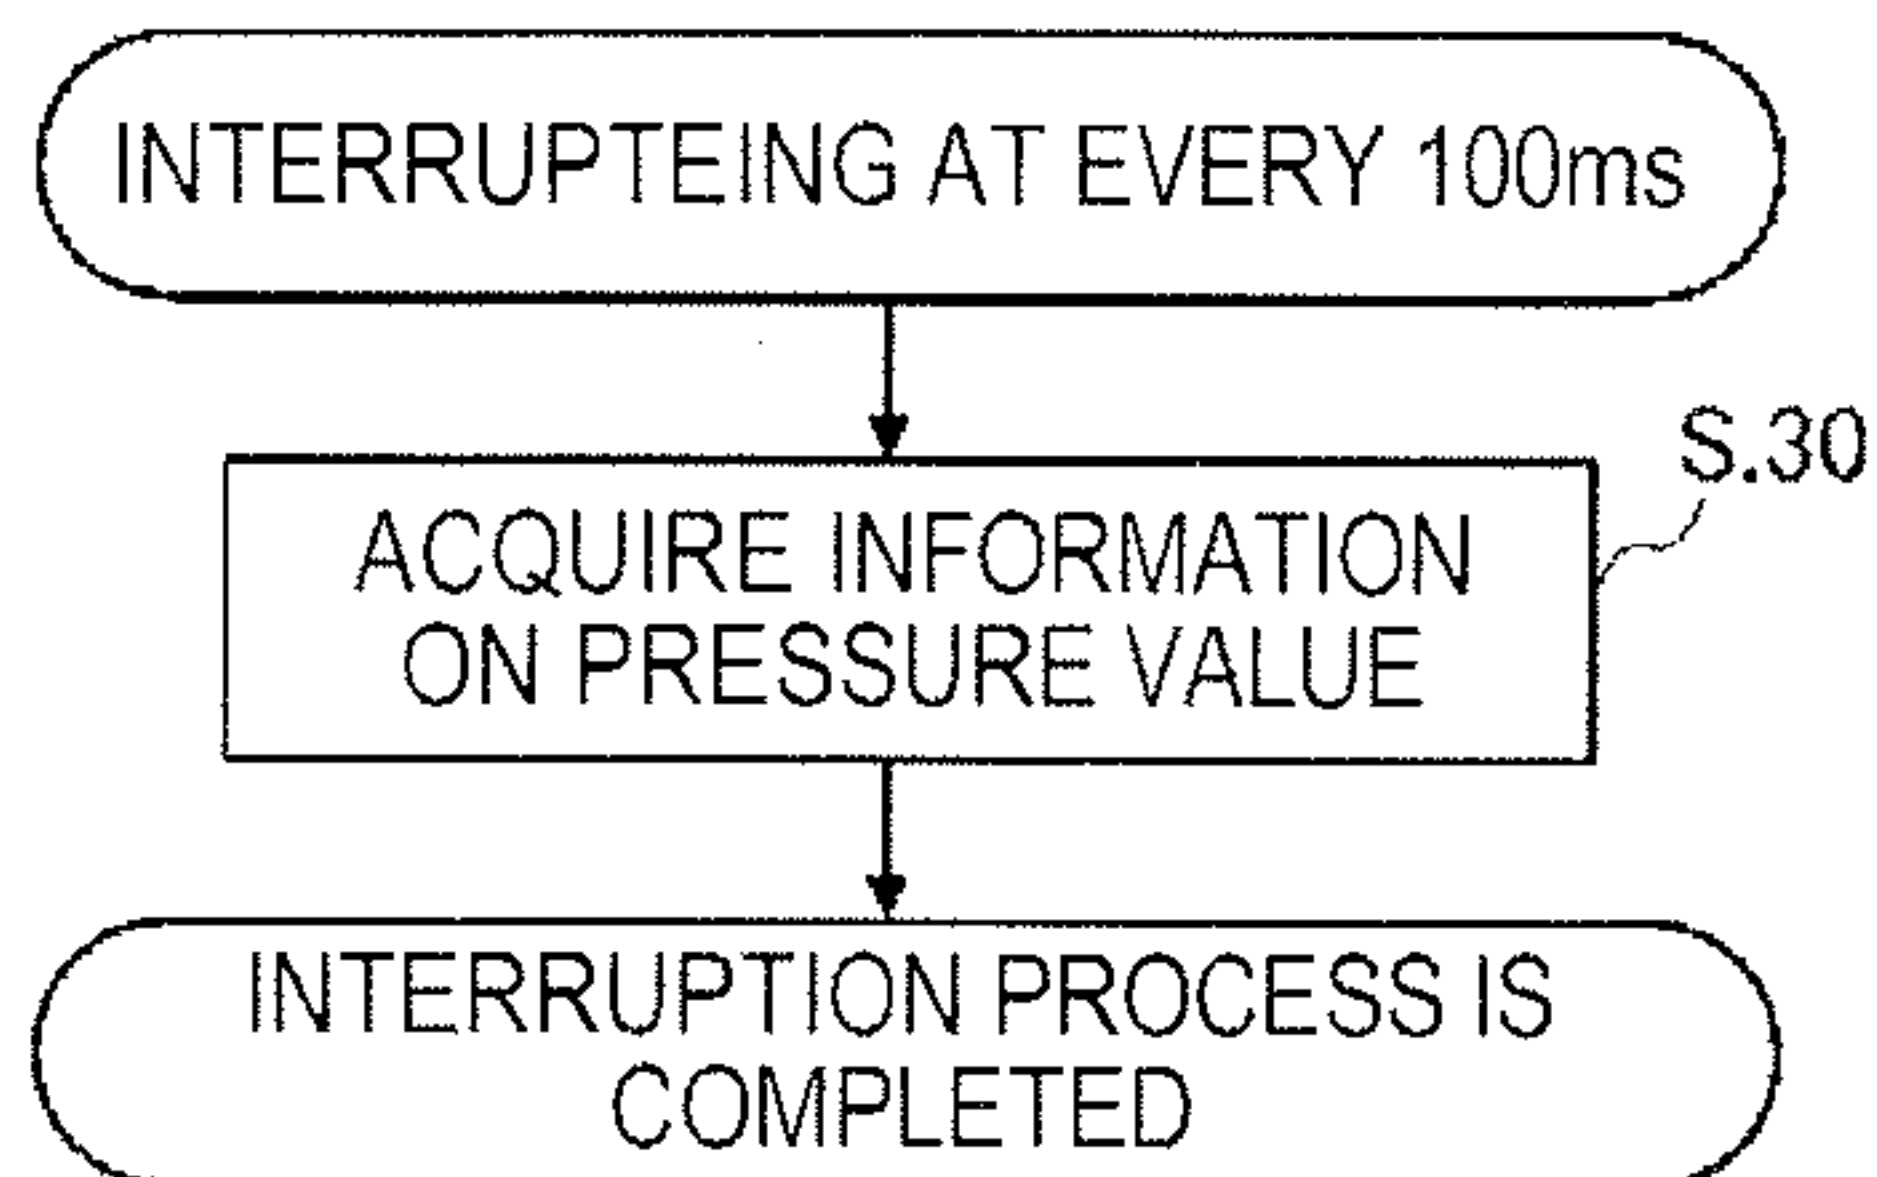 INTERRUPTEING AT EVERY 100ms
S.30
ACQUIRE INFORMATION
ON PRESSURE VALUE
INTERRUPTION PROCESS IS
COMPLETED